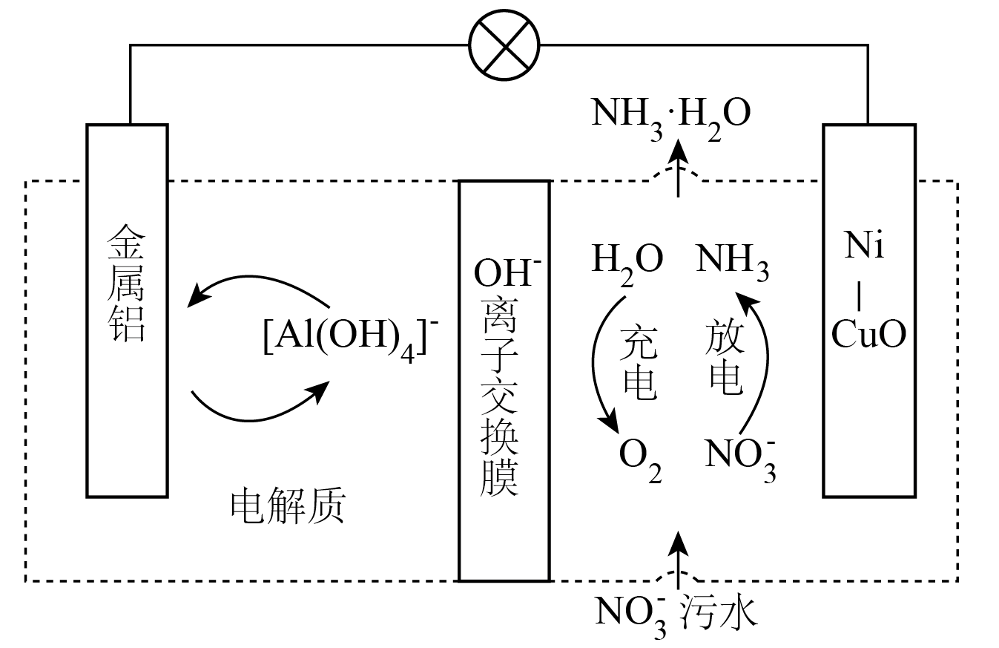 NH₃·H₂O
金属铝
[Al(OH)₄]⁻
电解质
OH⁻离子交换膜
H₂O
充电
O₂
NH₃
放电
NO₃⁻
Ni
|
CuO
NO₃⁻污水